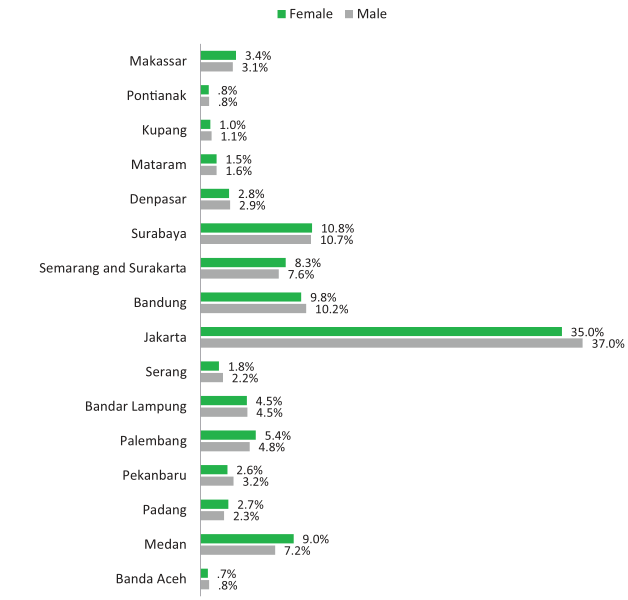 Female Male
Makassar 3.4%
3.1%
Pontianak .8%
.8%
Kupang 1.0%
1.1%
Mataram 1.5%
1.6%
Denpasar 2.8%
2.9%
Surabaya 10.8%
10.7%
Semarang and Surakarta 8.3%
7.6%
Bandung 9.8%
10.2%
Jakarta 35.0%
37.0%
Serang 1.8%
2.2%
Bandar Lampung 4.5%
4.5%
Palembang 5.4%
4.8%
Pekanbaru 2.6%
3.2%
Padang 2.7%
2.3%
Medan 9.0%
7.2%
Banda Aceh .7%
.8%